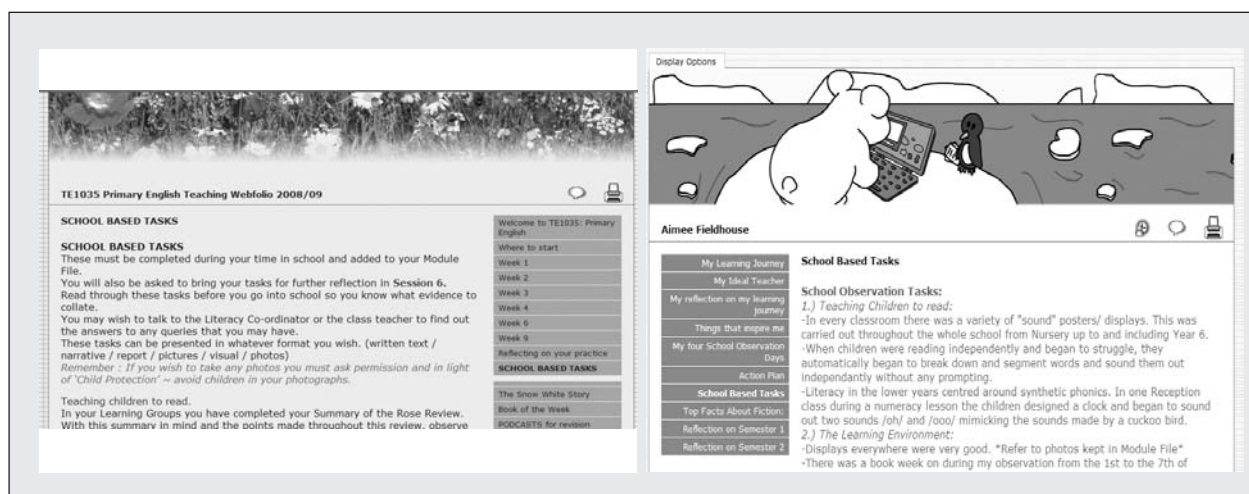 TE1035 Primary English Teaching Webfolio 2008/09
SCHOOL BASED TASKS
SCHOOL BASED TASKS
These must be completed during your time in school and added to your Module
File.
You will also be asked to bring your tasks for further reflection in Session 6.
Read through these tasks before you go into school so you know what evidence to
collate.
You may wish to talk to the Literacy Co-ordinator or the class teacher to find out
the answers to any queries that you may have.
These tasks can be presented in whatever format you wish. (written text /
narrative / report / pictures / visual / photos)
Remember : If you wish to take any photos you must ask permission and in light
of 'Child Protection' ~ avoid children in your photographs.
Teaching children to read.
In your Learning Groups you have completed your Summary of the Rose Review.
With this summary in mind and the points made throughout this review, observe
Welcome to TE1035: Primary
English
Where to start
Week 1
Week 2
Week 3
Week 4
Week 6
Week 9
Reflecting on your practice
SCHOOL BASED TASKS
The Snow White Story
Book of the Week
PODCASTS for revision
Display Options
Aimee Fieldhouse
My Learning Journey
My Ideal Teacher
My reflection on my learning
journey
Things that inspire me
My four School Observation
Days
Action Plan
School Based Tasks
Top Facts About Fiction:
Reflection on Semester 1
Reflection on Semester 2
School Based Tasks
School Observation Tasks:
1.) Teaching Children to read:
-In every classroom there was a variety of "sound" posters/ displays. This was
carried out throughout the whole school from Nursery up to and including Year 6.
-When children were reading independently and began to struggle, they
automatically began to break down and segment words and sound them out
independantly without any prompting.
-Literacy in the lower years centred around synthetic phonics. In one Reception
class during a numeracy lesson the children designed a clock and began to sound
out two sounds /oh/ and /ooo/ mimicking the sounds made by a cuckoo bird.
2.) The Learning Environment:
-Displays everywhere were very good. *Refer to photos kept in Module File*
-There was a book week on during my observation from the 1st to the 7th of